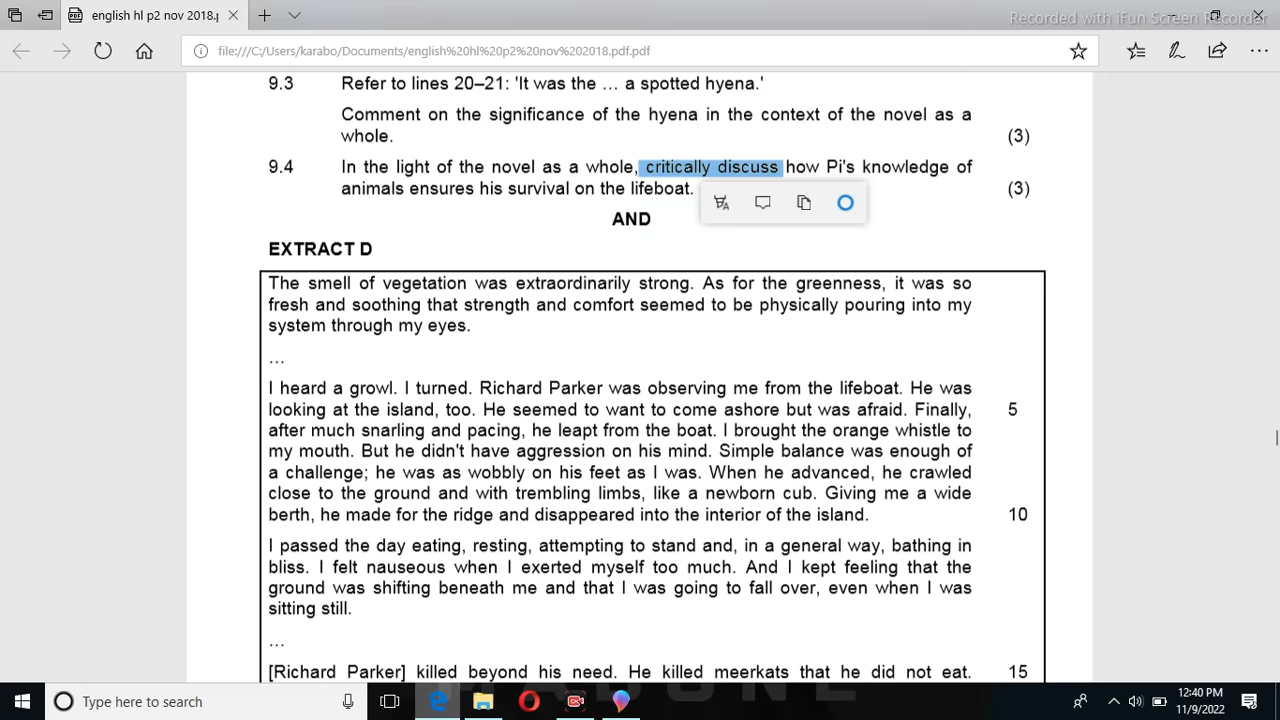 english hl p2 nov 2018.p
Recorded with iFun Screen Recorder
file:///C:/Users/karabo/Documents/english%20hl%20p2%20nov%202018.pdf.pdf
9.3 Refer to lines 20–21: 'It was the … a spotted hyena.'
Comment on the significance of the hyena in the context of the novel as a
whole. (3)
9.4 In the light of the novel as a whole, critically discuss how Pi's knowledge of
animals ensures his survival on the lifeboat. (3)
AND
EXTRACT D
The smell of vegetation was extraordinarily strong. As for the greenness, it was so
fresh and soothing that strength and comfort seemed to be physically pouring into my
system through my eyes.
…
I heard a growl. I turned. Richard Parker was observing me from the lifeboat. He was
looking at the island, too. He seemed to want to come ashore but was afraid. Finally, 5
after much snarling and pacing, he leapt from the boat. I brought the orange whistle to
my mouth. But he didn't have aggression on his mind. Simple balance was enough of
a challenge; he was as wobbly on his feet as I was. When he advanced, he crawled
close to the ground and with trembling limbs, like a newborn cub. Giving me a wide
berth, he made for the ridge and disappeared into the interior of the island. 10
I passed the day eating, resting, attempting to stand and, in a general way, bathing in
bliss. I felt nauseous when I exerted myself too much. And I kept feeling that the
ground was shifting beneath me and that I was going to fall over, even when I was
sitting still.
…
[Richard Parker] killed beyond his need. He killed meerkats that he did not eat. 15
Type here to search
12:40 PM
11/9/2022